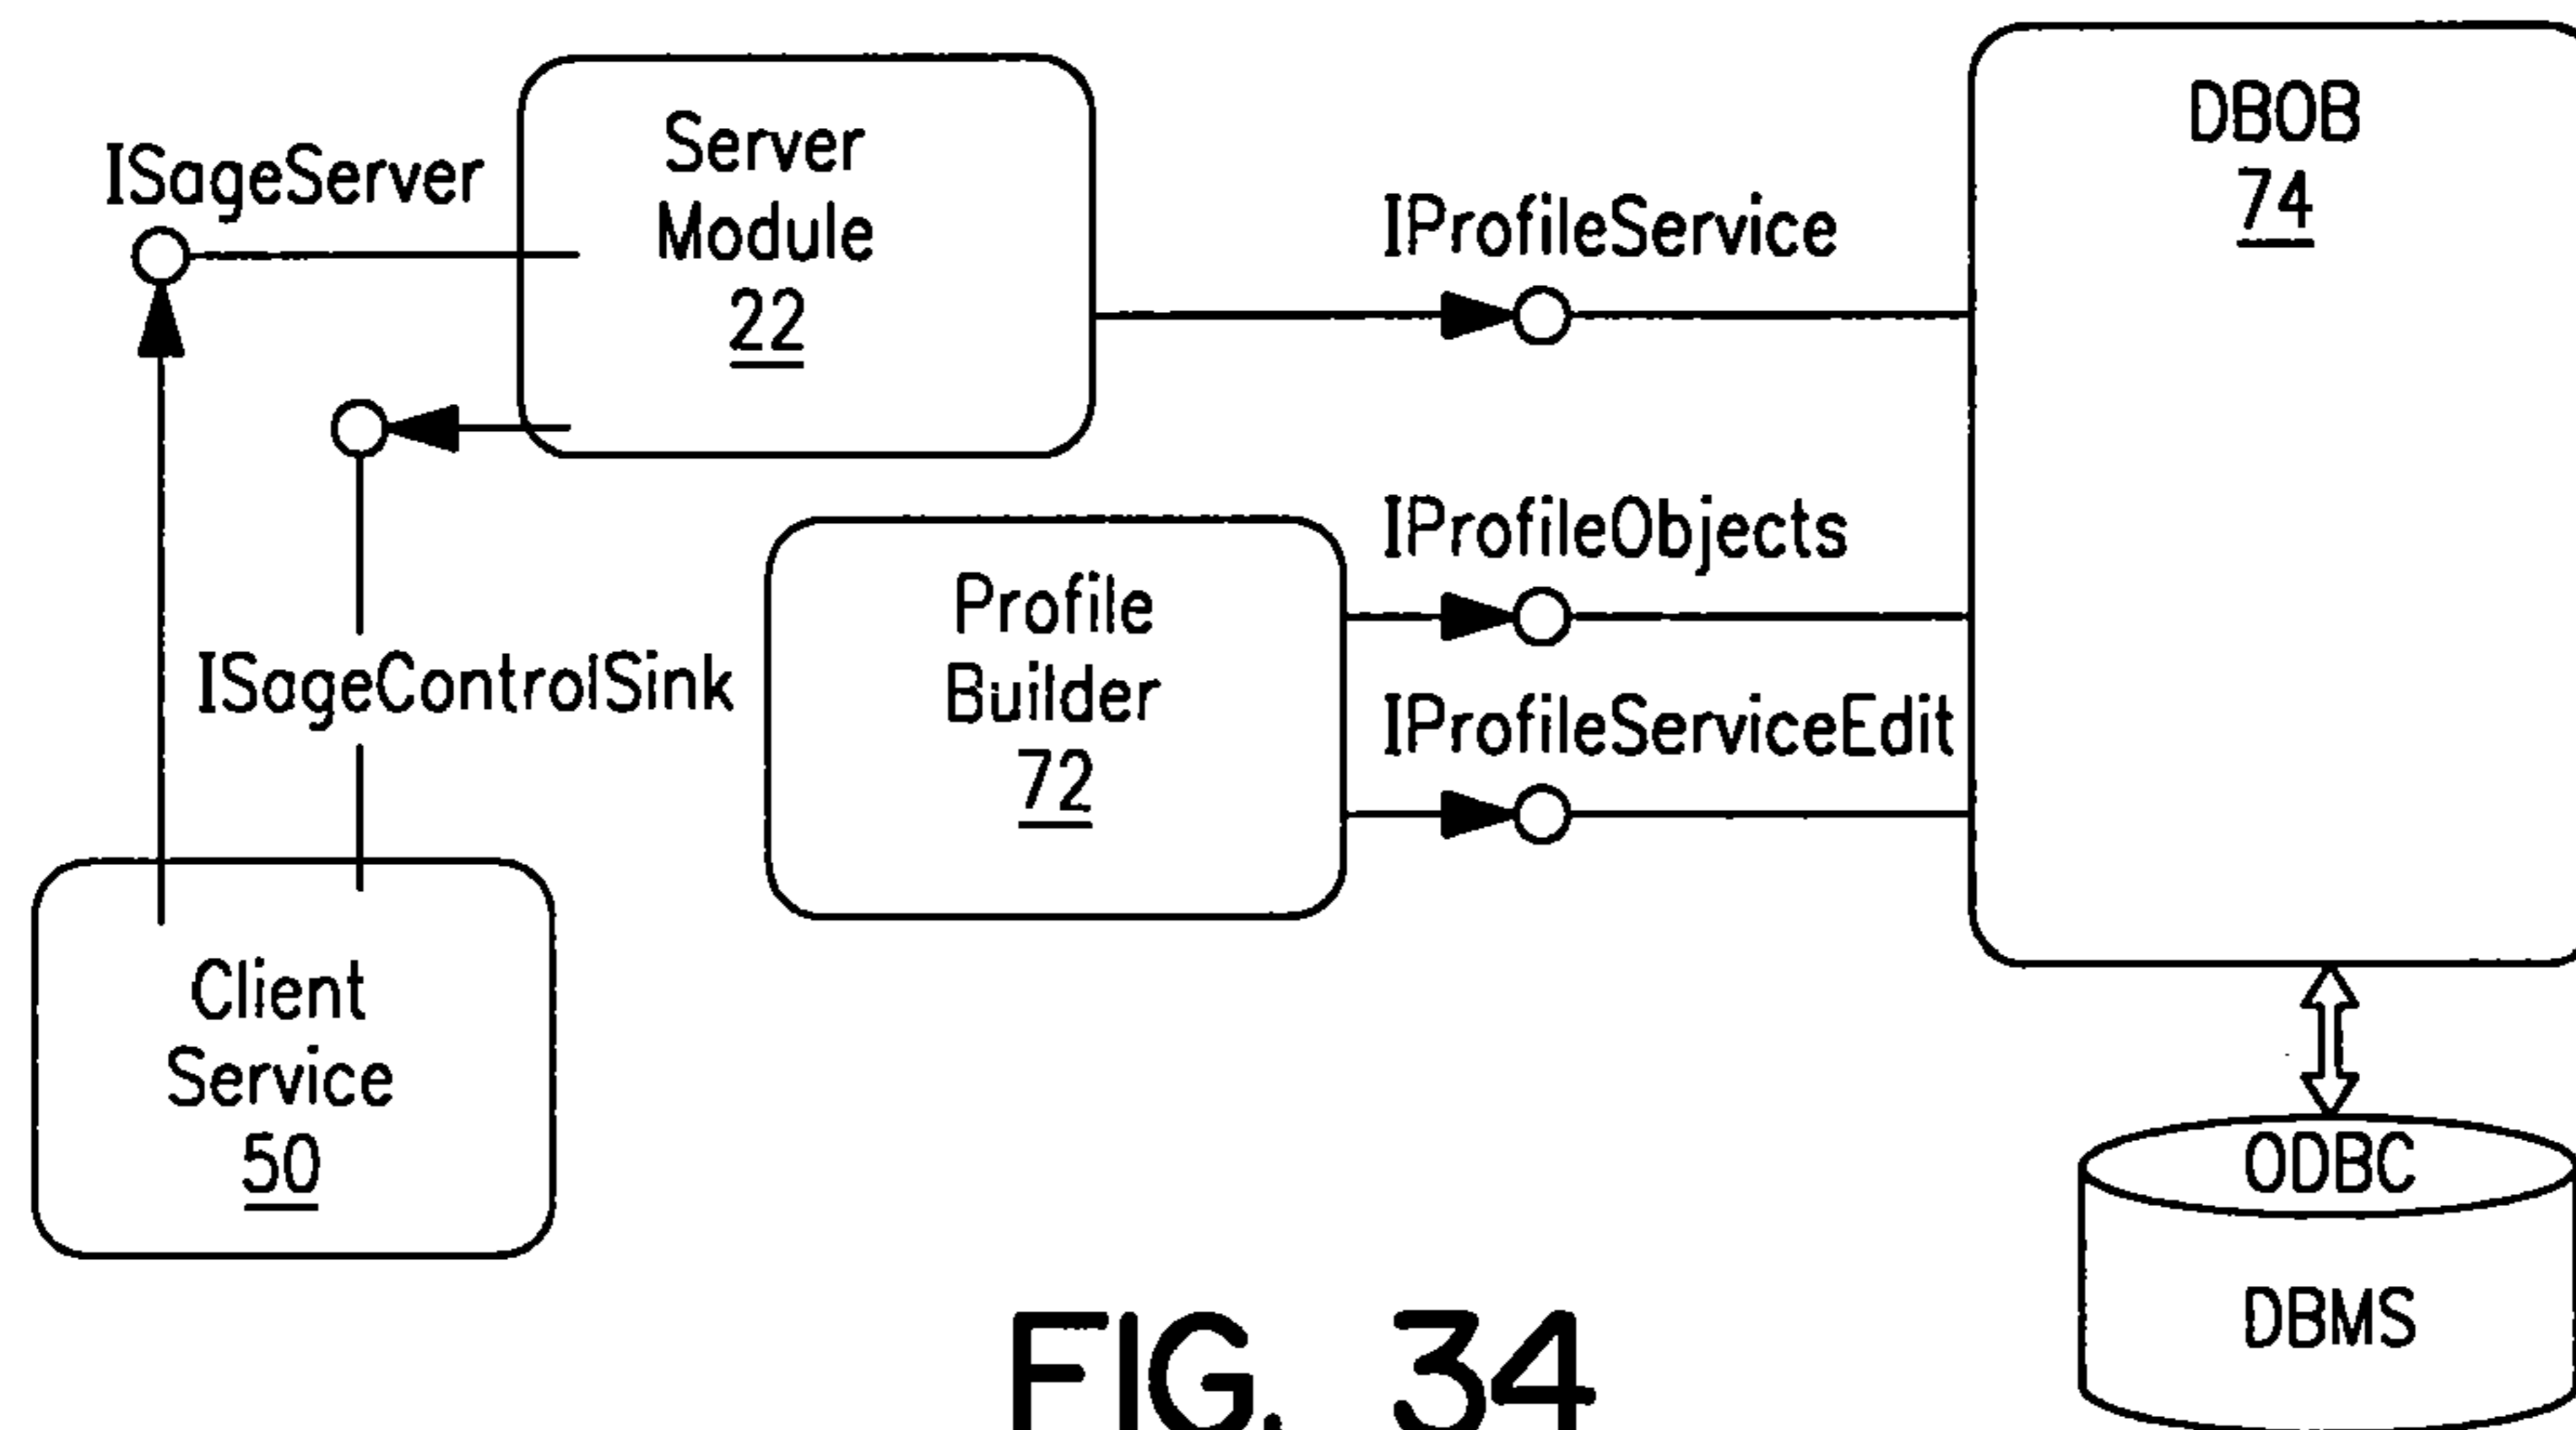 ISageServer
Server
Module
22
IProfileService
DBOB
74
ISageControlSink
Profile
Builder
72
IProfileObjects
IProfileServiceEdit
Client
Service
50
ODBC
DBMS
FIG. 34